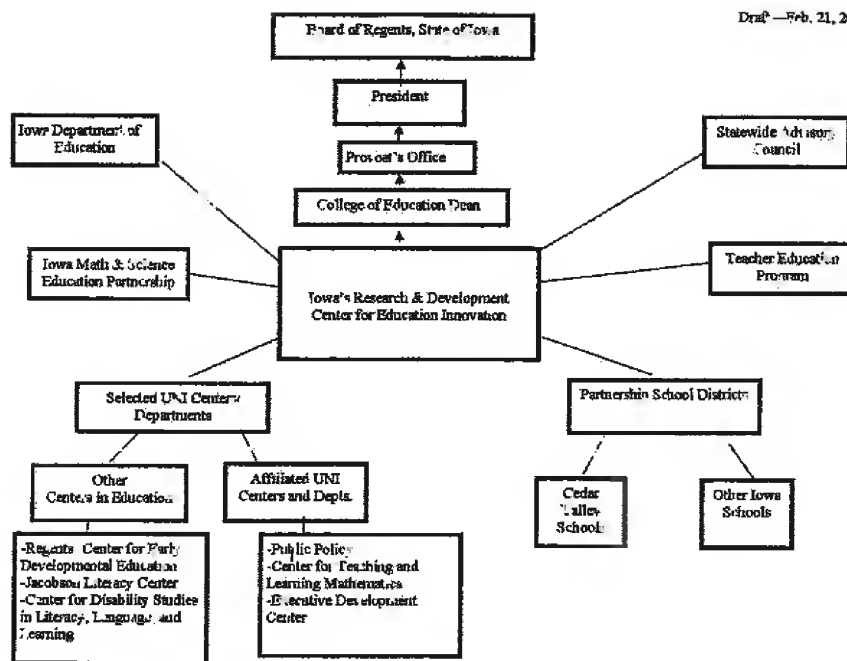 Draft—Feb. 21, 20
Board of Regents, State of Iowa
President
Iowa Department of
Education
Statewide Advisory
Council
Provost's Office
College of Education Dean
Iowa Math & Science
Education Partnership
Teacher Education
Program
Iowa's Research & Development
Center for Education Innovation
Selected UNI Centers/
Departments
Partnership School Districts
Other
Centers in Education
Affiliated UNI
Centers and Depts.
Cedar
Valley
Schools
Other Iowa
Schools
-Regents' Center for Early
Developmental Education
-Jacobson Literacy Center
-Center for Disability Studies
in Literacy, Language, and
Learning
-Public Policy
-Center for Teaching and
Learning Mathematics
-Executive Development
Center